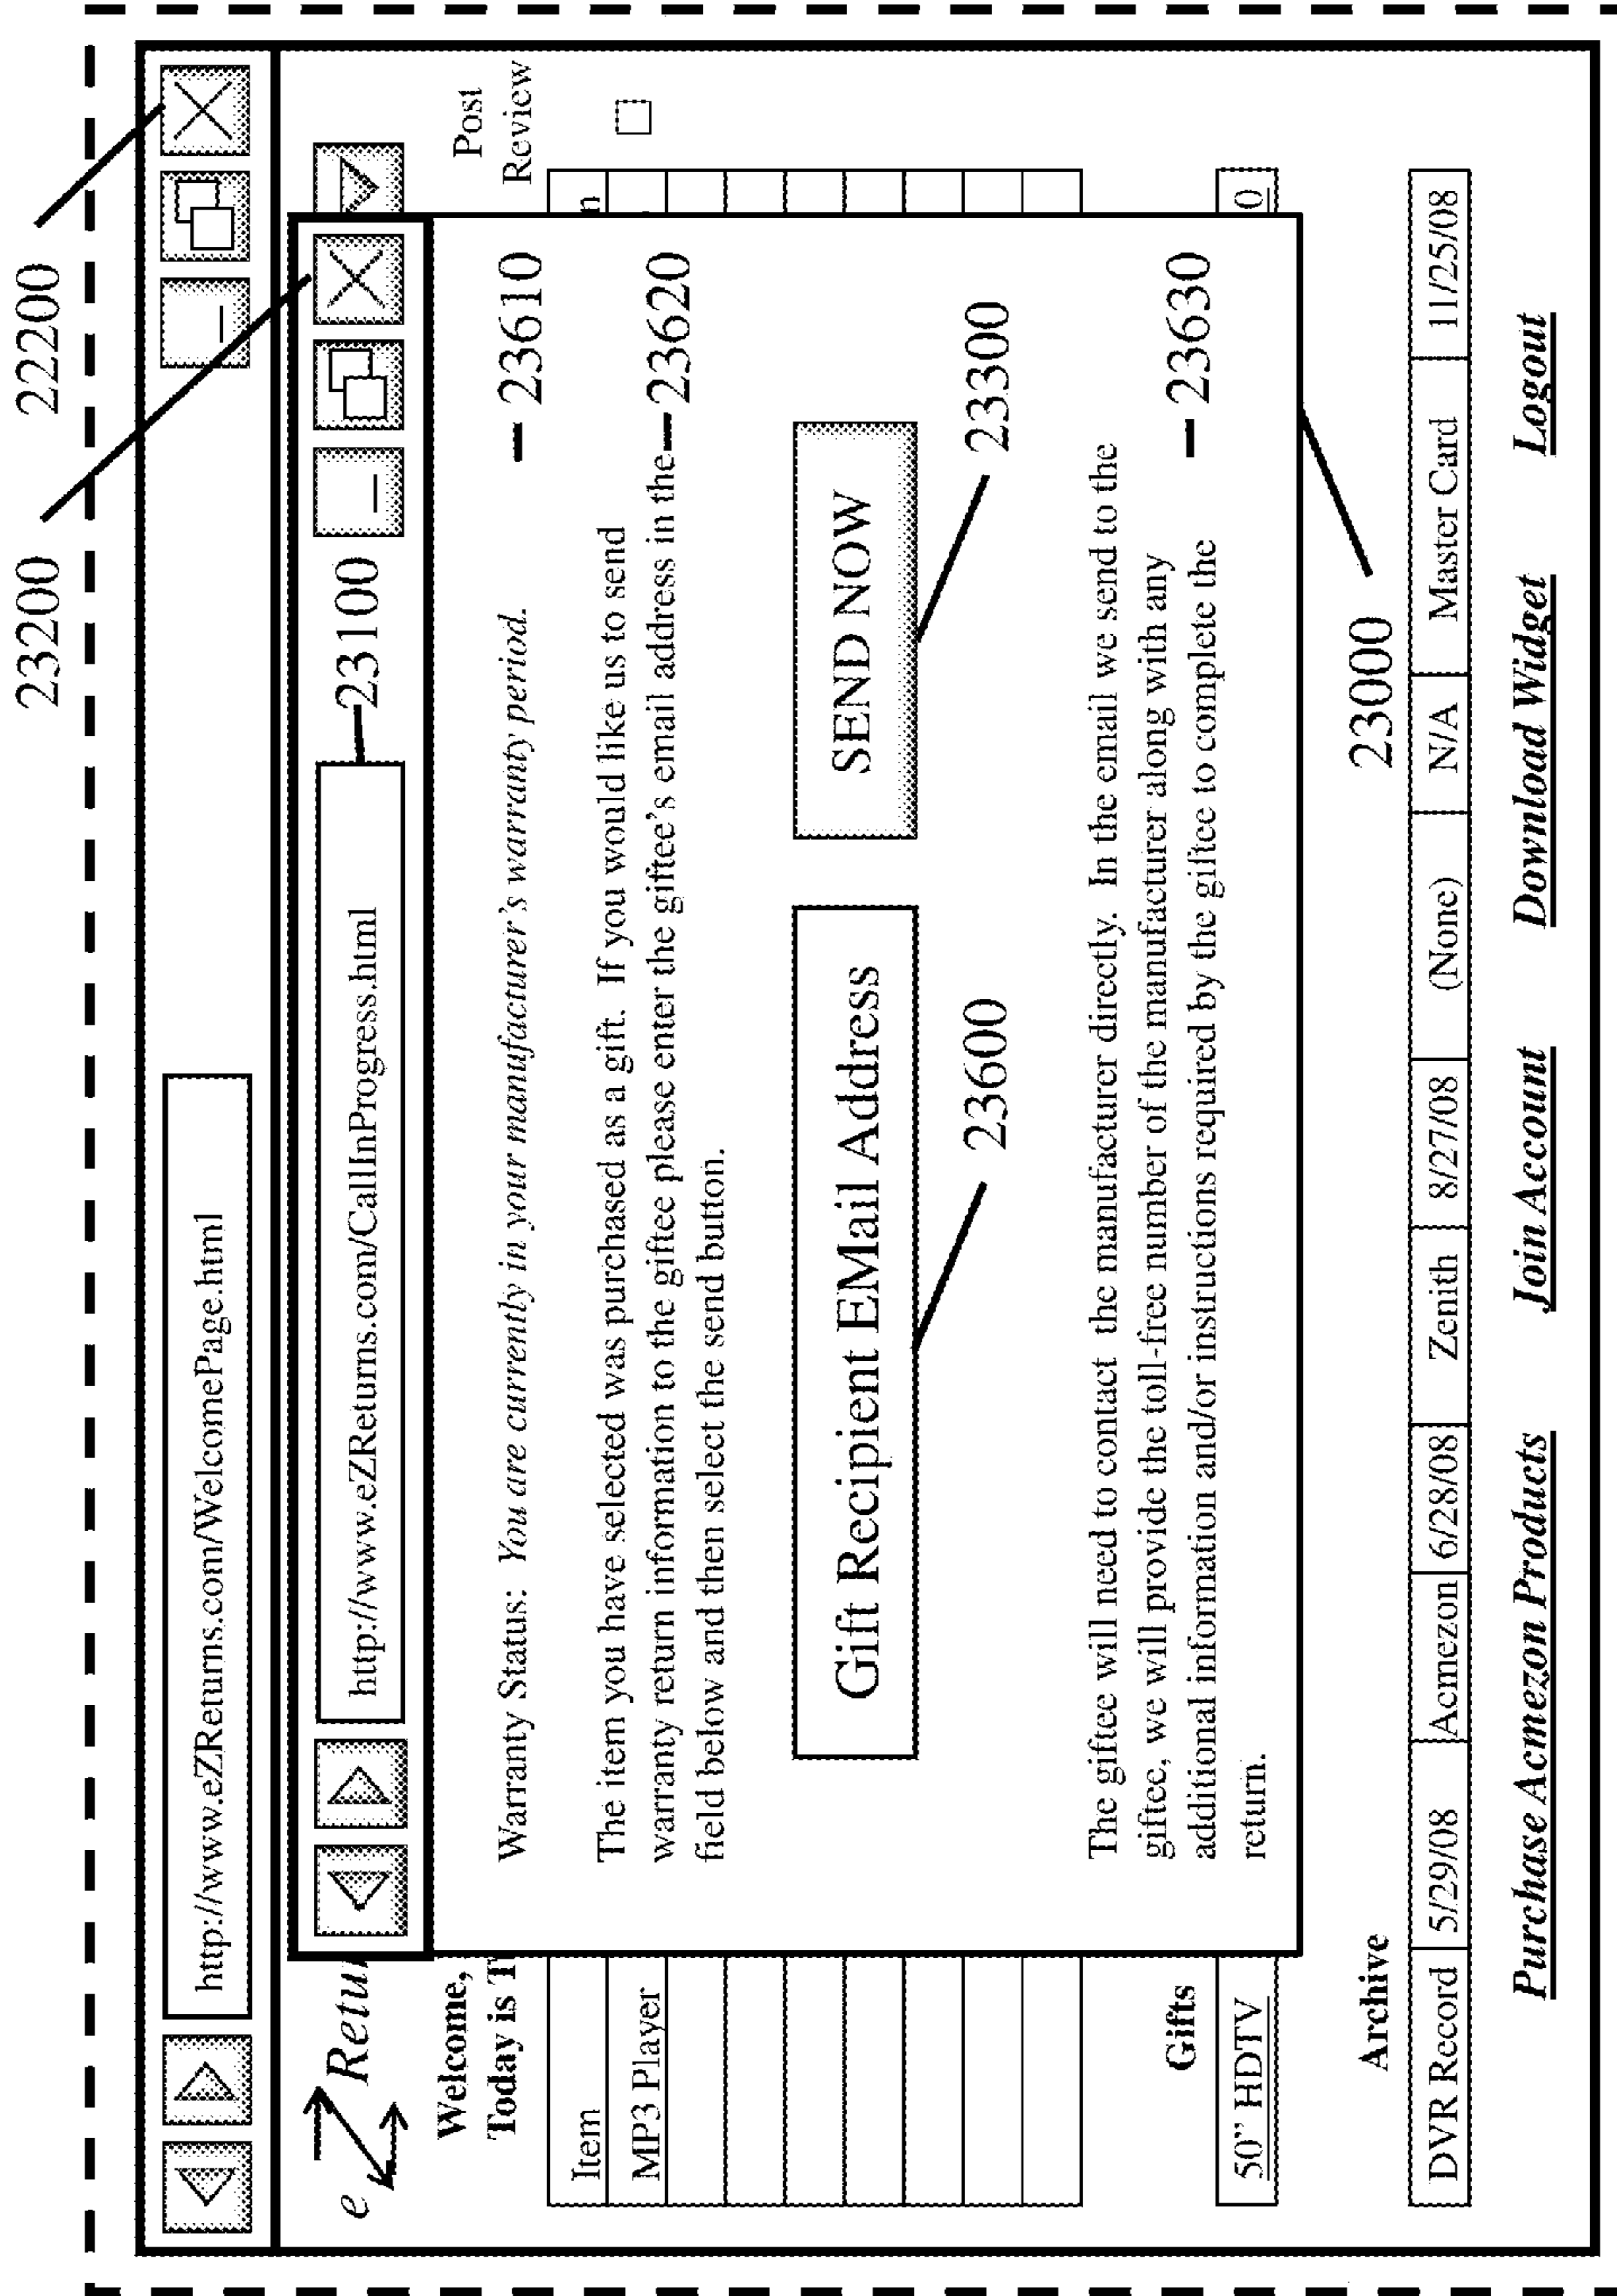 23200 22200
http://www.eZReturns.com/WelcomePage.html
e Z Retu
http://www.eZReturns.com/CallInProgress.html
23100
Welcome,
Today is T
Post
Review
Warranty Status: You are currently in your manufacturer's warranty period.
23610
Item
n
MP3 Player
The item you have selected was purchased as a gift. If you would like us to send
warranty return information to the giftee please enter the giftee's email address in the
23620
field below and then select the send button.
Gift Recipient EMail Address
SEND NOW
23600
23300
The giftee will need to contact the manufacturer directly. In the email we send to the
giftee, we will provide the toll-free number of the manufacturer along with any
additional information and/or instructions required by the giftee to complete the
23630
return.
Gifts
50” HDTV
0
23000
Archive
DVR Record 5/29/08 Acmezon 6/28/08 Zenith 8/27/08 (None) N/A Master Card 11/25/08
Purchase Acmezon Products Join Account Download Widget Logout